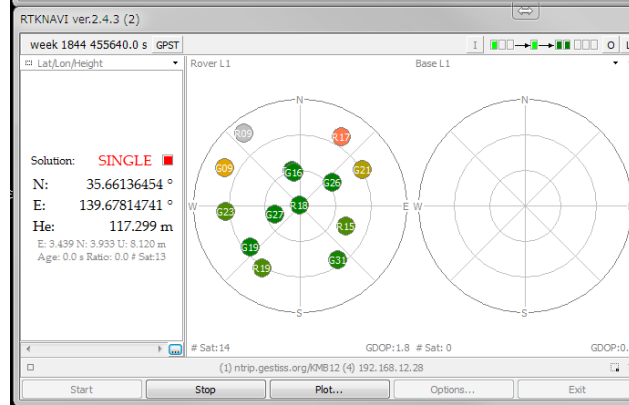 RTKNAVI ver.2.4.3 (2)
week 1844 455640.0 s GPST
I
O
L
Lat/Lon/Height
Rover L1
Base L1
Solution: SINGLE
N: 35.66136454 °
E: 139.67814741 °
He: 117.299 m
E: 3.439 N: 3.933 U: 8.120 m
Age: 0.0 s Ratio: 0.0 # Sat:13
N
R09
R17
G09
G16
G21
G26
W
G23
G27
R18
E
R15
G19
R19
G31
S
# Sat:14
GDOP:1.8
N
W
S
# Sat: 0
GDOP:0.
(1) ntrip.gestiss.org/KMB12 (4) 192.168.12.28
Start
Stop
Plot...
Options...
Exit